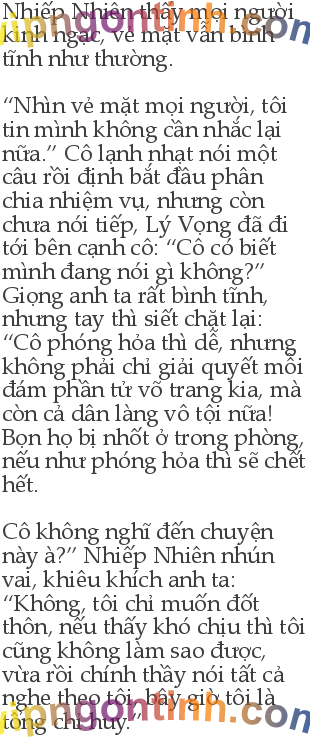 Nhiếp Nhiên thấy mọi người
kinh ngạc, vẻ mặt vẫn bình
tĩnh như thường.
“Nhìn vẻ mặt mọi người, tôi
tin mình không cần nhắc lại
nữa.” Cô lạnh nhạt nói một
câu rồi định bắt đầu phân
chia nhiệm vụ, nhưng còn
chưa nói tiếp, Lý Vọng đã đi
tới bên cạnh cô: “Cô có biết
mình đang nói gì không?”
Giọng anh ta rất bình tĩnh,
nhưng tay thì siết chặt lại:
“Cô phóng hỏa thì dễ, nhưng
không phải chỉ giải quyết mỗi
đám phần tử võ trang kia, mà
còn cả dân làng vô tội nữa!
Bọn họ bị nhốt ở trong phòng,
nếu như phóng hỏa thì sẽ chết
hết.
Cô không nghĩ đến chuyện
này à?” Nhiếp Nhiên nhún
vai, khiêu khích anh ta:
“Không, tôi chỉ muốn đốt
thôn, nếu thấy khó chịu thì tôi
cũng không làm sao được,
vừa rồi chính thầy nói tất cả
nghe theo tôi, bây giờ tôi là
tổng chỉ huy.”
vipngontinh.com
vipngontinh.com